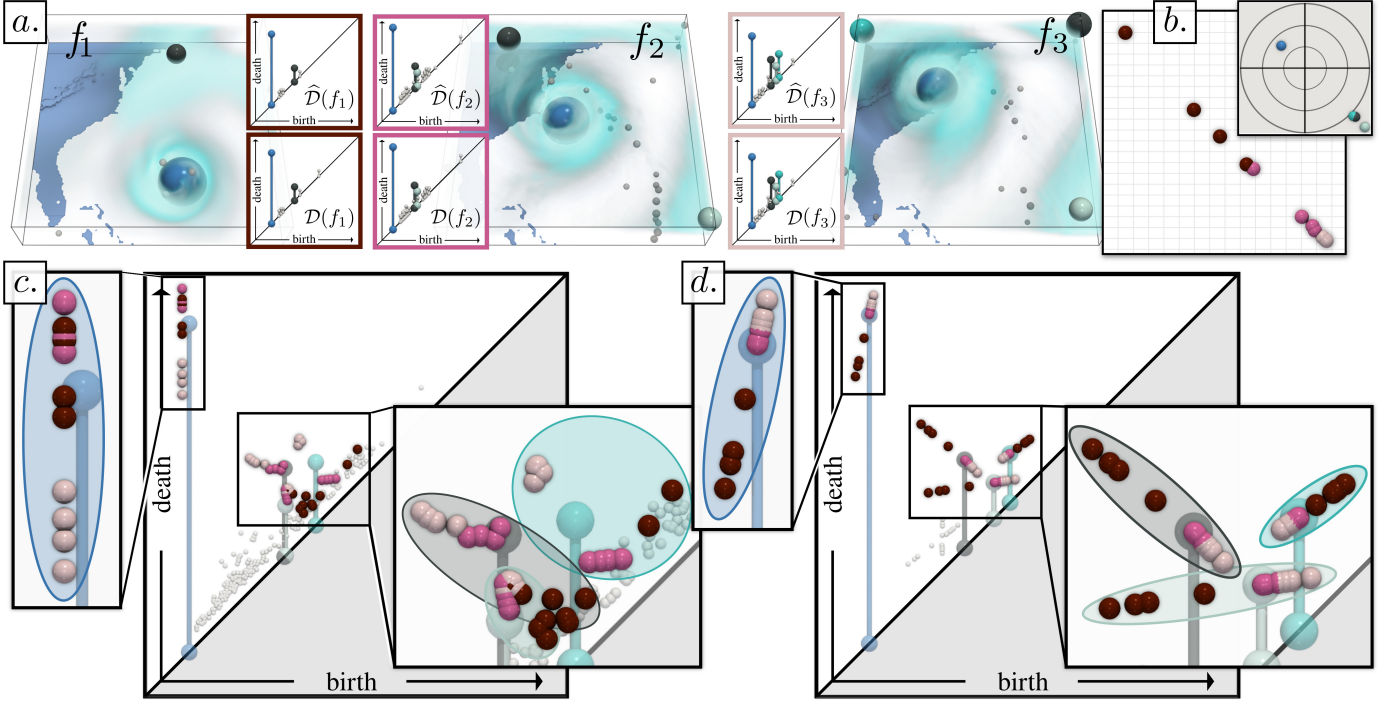 a.
f₁
death
D̂(f₁)
birth
death
D̂(f₂)
birth
f₂
death
D̂(f₃)
birth
f₃
b.
death
D(f₁)
birth
death
D(f₂)
birth
death
D(f₃)
birth
c.
death
birth
d.
death
birth